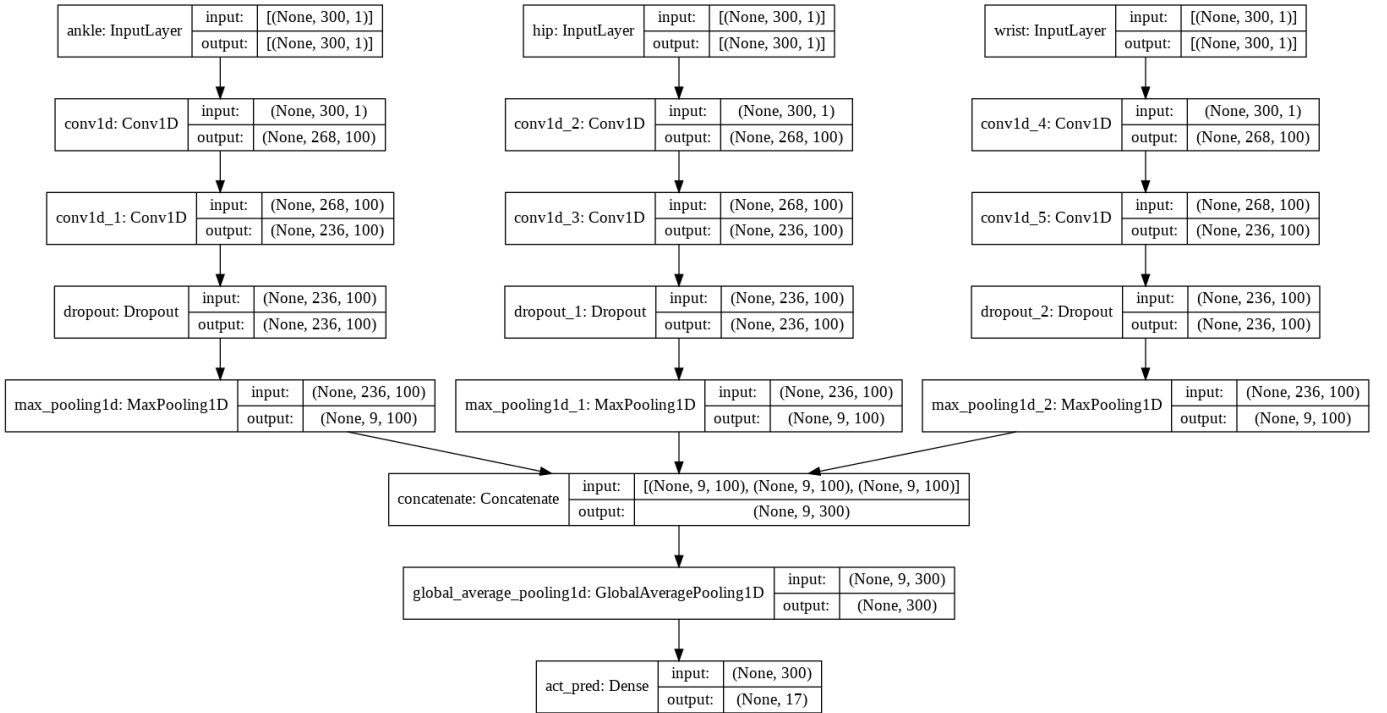 ankle: InputLayer
input: [(None, 300, 1)]
output: [(None, 300, 1)]
hip: InputLayer
input: [(None, 300, 1)]
output: [(None, 300, 1)]
wrist: InputLayer
input: [(None, 300, 1)]
output: [(None, 300, 1)]
conv1d: Conv1D
input: (None, 300, 1)
output: (None, 268, 100)
conv1d_2: Conv1D
input: (None, 300, 1)
output: (None, 268, 100)
conv1d_4: Conv1D
input: (None, 300, 1)
output: (None, 268, 100)
conv1d_1: Conv1D
input: (None, 268, 100)
output: (None, 236, 100)
conv1d_3: Conv1D
input: (None, 268, 100)
output: (None, 236, 100)
conv1d_5: Conv1D
input: (None, 268, 100)
output: (None, 236, 100)
dropout: Dropout
input: (None, 236, 100)
output: (None, 236, 100)
dropout_1: Dropout
input: (None, 236, 100)
output: (None, 236, 100)
dropout_2: Dropout
input: (None, 236, 100)
output: (None, 236, 100)
max_pooling1d: MaxPooling1D
input: (None, 236, 100)
output: (None, 9, 100)
max_pooling1d_1: MaxPooling1D
input: (None, 236, 100)
output: (None, 9, 100)
max_pooling1d_2: MaxPooling1D
input: (None, 236, 100)
output: (None, 9, 100)
concatenate: Concatenate
input: [(None, 9, 100), (None, 9, 100), (None, 9, 100)]
output: (None, 9, 300)
global_average_pooling1d: GlobalAveragePooling1D
input: (None, 9, 300)
output: (None, 300)
act_pred: Dense
input: (None, 300)
output: (None, 17)